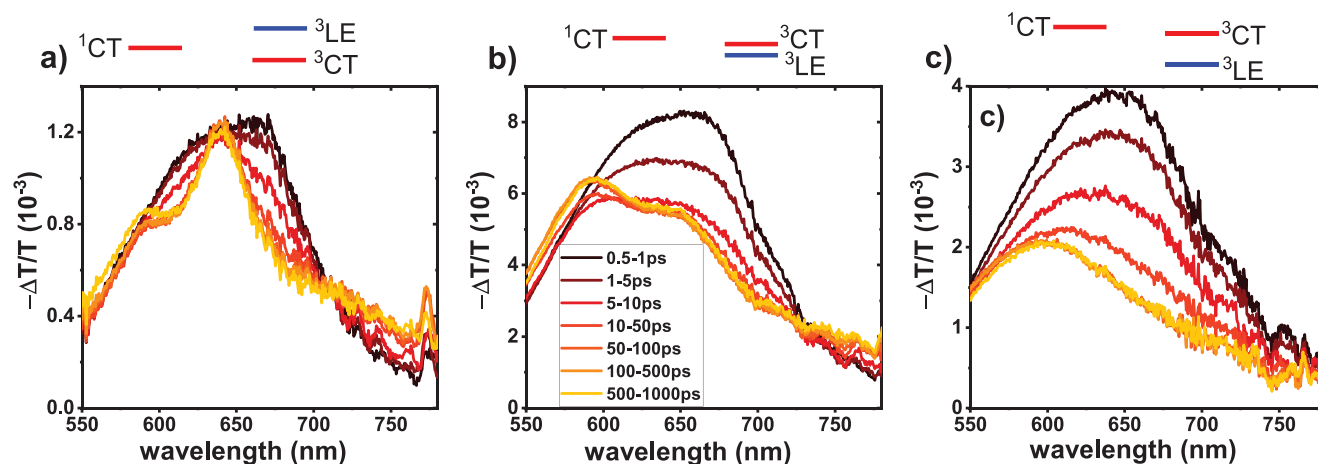 ¹CT
³LE
³CT
¹CT
³CT
³LE
¹CT
³CT
³LE
a)
b)
c)
c)
−ΔT/T (10⁻³)
1.2
0.8
0.4
0.0
550 600 650 700 750
wavelength (nm)
−ΔT/T (10⁻³)
8
6
4
2
0
0.5-1ps
1-5ps
5-10ps
10-50ps
50-100ps
100-500ps
500-1000ps
550 600 650 700 750
wavelength (nm)
−ΔT/T (10⁻³)
4
3
2
1
0
550 600 650 700 750
wavelength (nm)